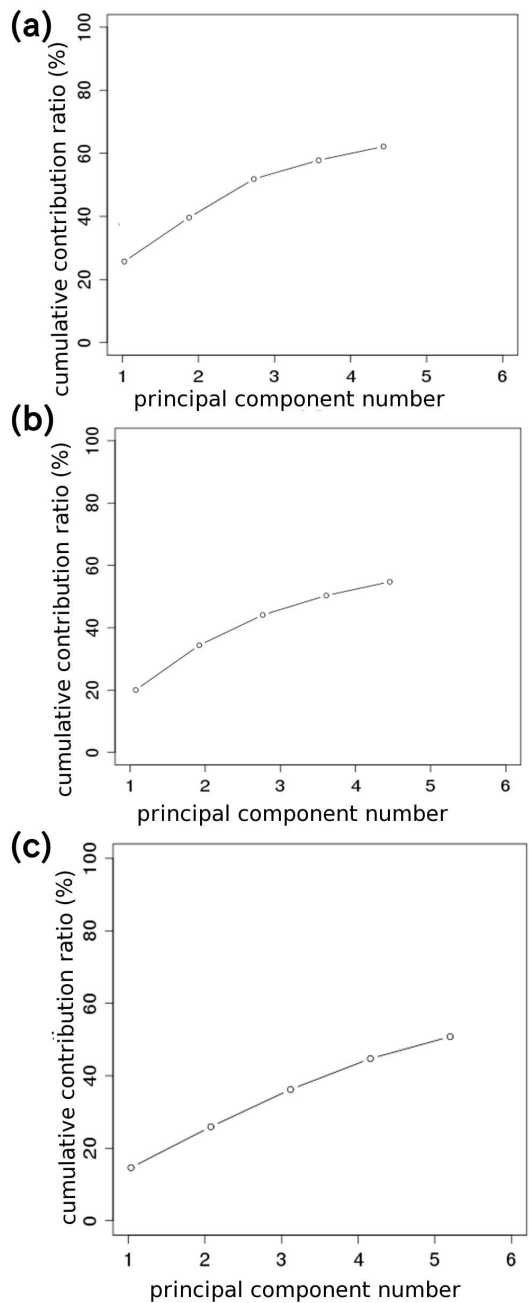 (a)
cumulative contribution ratio (%)
100
80
60
40
20
0
1 2 3 4 5 6
principal component number
(b)
cumulative contribution ratio (%)
100
80
60
40
20
0
1 2 3 4 5 6
principal component number
(c)
cumulative contribution ratio (%)
100
80
60
40
20
0
1 2 3 4 5 6
principal component number